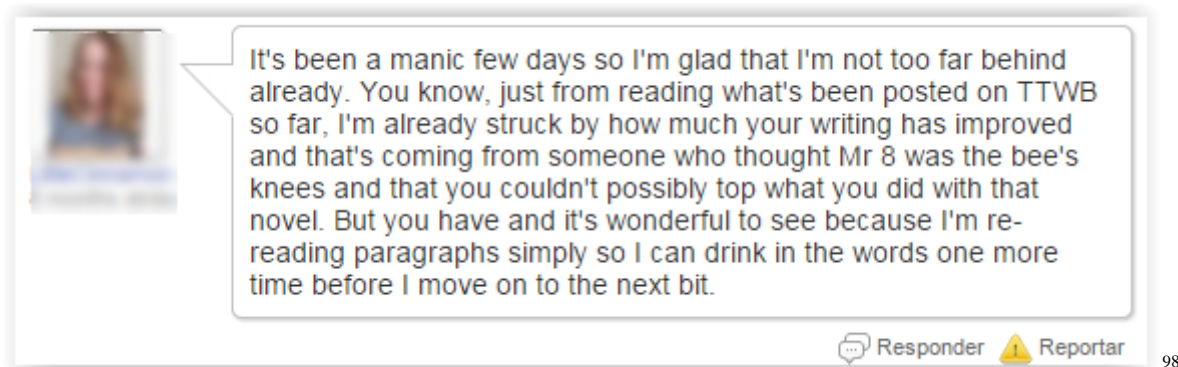 It's been a manic few days so I'm glad that I'm not too far behind
already. You know, just from reading what's been posted on TTWB
so far, I'm already struck by how much your writing has improved
and that's coming from someone who thought Mr 8 was the bee's
knees and that you couldn't possibly top what you did with that
novel. But you have and it's wonderful to see because I'm re-
reading paragraphs simply so I can drink in the words one more
time before I move on to the next bit.
Responder Reportar
98